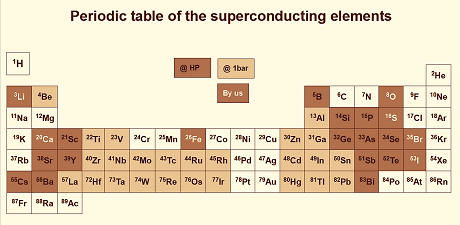 Periodic table of the superconducting elements
1H @ HP @ 1bar 2He
3Li 4Be By us 5B 6C 7N 8O 9F 10Ne
11Na 12Mg 13Al 14Si 15P 16S 17Cl 18Ar
19K 20Ca 21Sc 22Ti 23V 24Cr 25Mn 26Fe 27Co 28Ni 29Cu 30Zn 31Ga 32Ge 33As 34Se 35Br 36Kr
37Rb 38Sr 39Y 40Zr 41Nb 42Mo 43Tc 44Ru 45Rh 46Pd 47Ag 48Cd 49In 50Sn 51Sb 52Te 53I 54Xe
55Cs 56Ba 57La 72Hf 73Ta 74W 75Re 76Os 77Ir 78Pt 79Au 80Hg 81Tl 82Pb 83Bi 84Po 85At 86Rn
87Fr 88Ra 89Ac